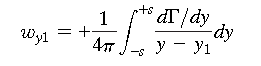 w_{y1} = +\frac{1}{4\pi} \int_{-s}^{+s} \frac{d\Gamma/dy}{y - y_1} dy